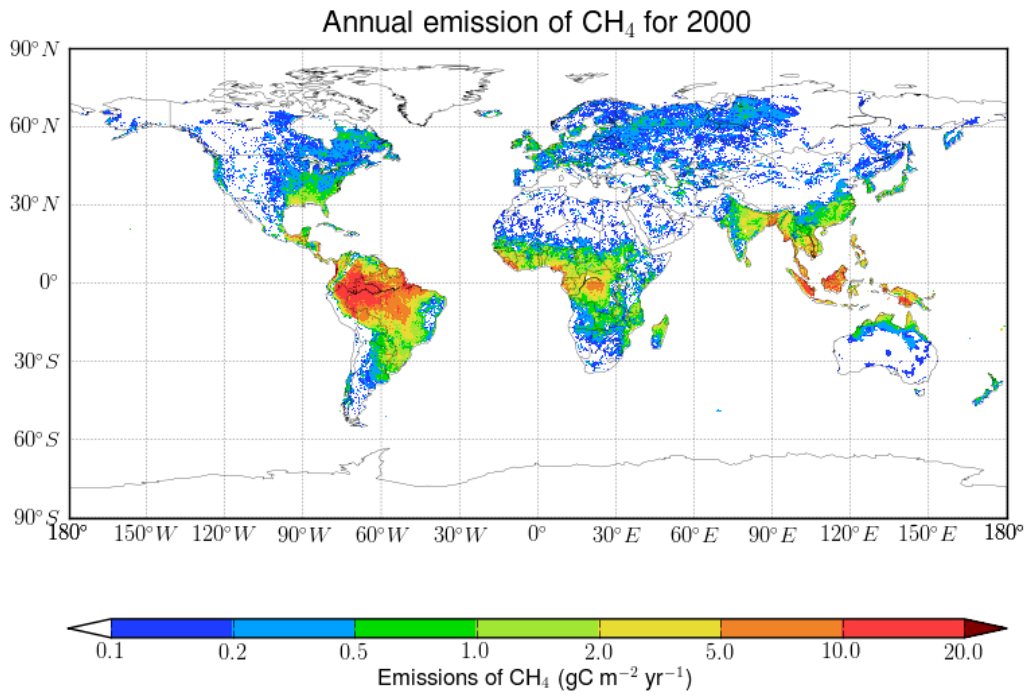 Annual emission of CH₄ for 2000
90°N
60°N
30°N
0°
30°S
60°S
90°S
180° 150°W 120°W 90°W 60°W 30°W 0° 30°E 60°E 90°E 120°E 150°E 180°
0.1 0.2 0.5 1.0 2.0 5.0 10.0 20.0
Emissions of CH₄ (gC m⁻² yr⁻¹)